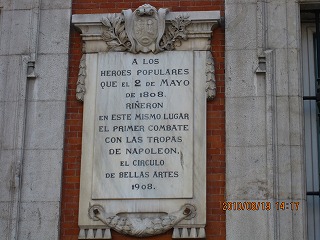 A LOS
HEROES POPULARES
QUE EL 2 DE MAYO
DE 1808.
RIÑERON
EN ESTE MISMO LUGAR
EL PRIMER COMBATE
CON LAS TROPAS
DE NAPOLEON,
EL CIRCULO
DE BELLAS ARTES
1908.
2010/08/19 14:17